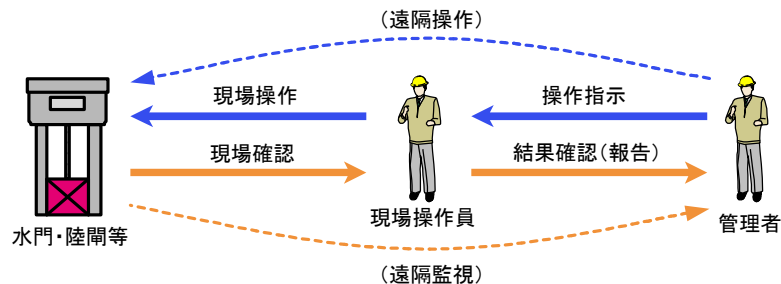 (遠隔操作)
現場操作
操作指示
現場確認
結果確認(報告)
水門・陸閘等
現場操作員
管理者
(遠隔監視)